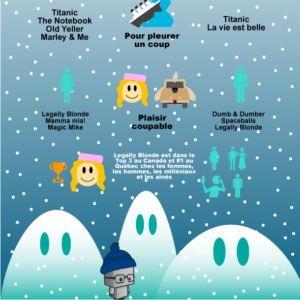 Titanic
The Notebook
Old Yeller
Marley & Me
Pour pleurer
un coup
Titanic
La vie est belle
Legally Blonde
Mamma mia!
Magic Mike
Plaisir
coupable
Dumb & Dumber
Spaceballs
Legally Blonde
Legally Blonde est dans le
Top 3 au Canada et #1 au
Québec chez les femmes,
les hommes, les milléniaux
et les ainés